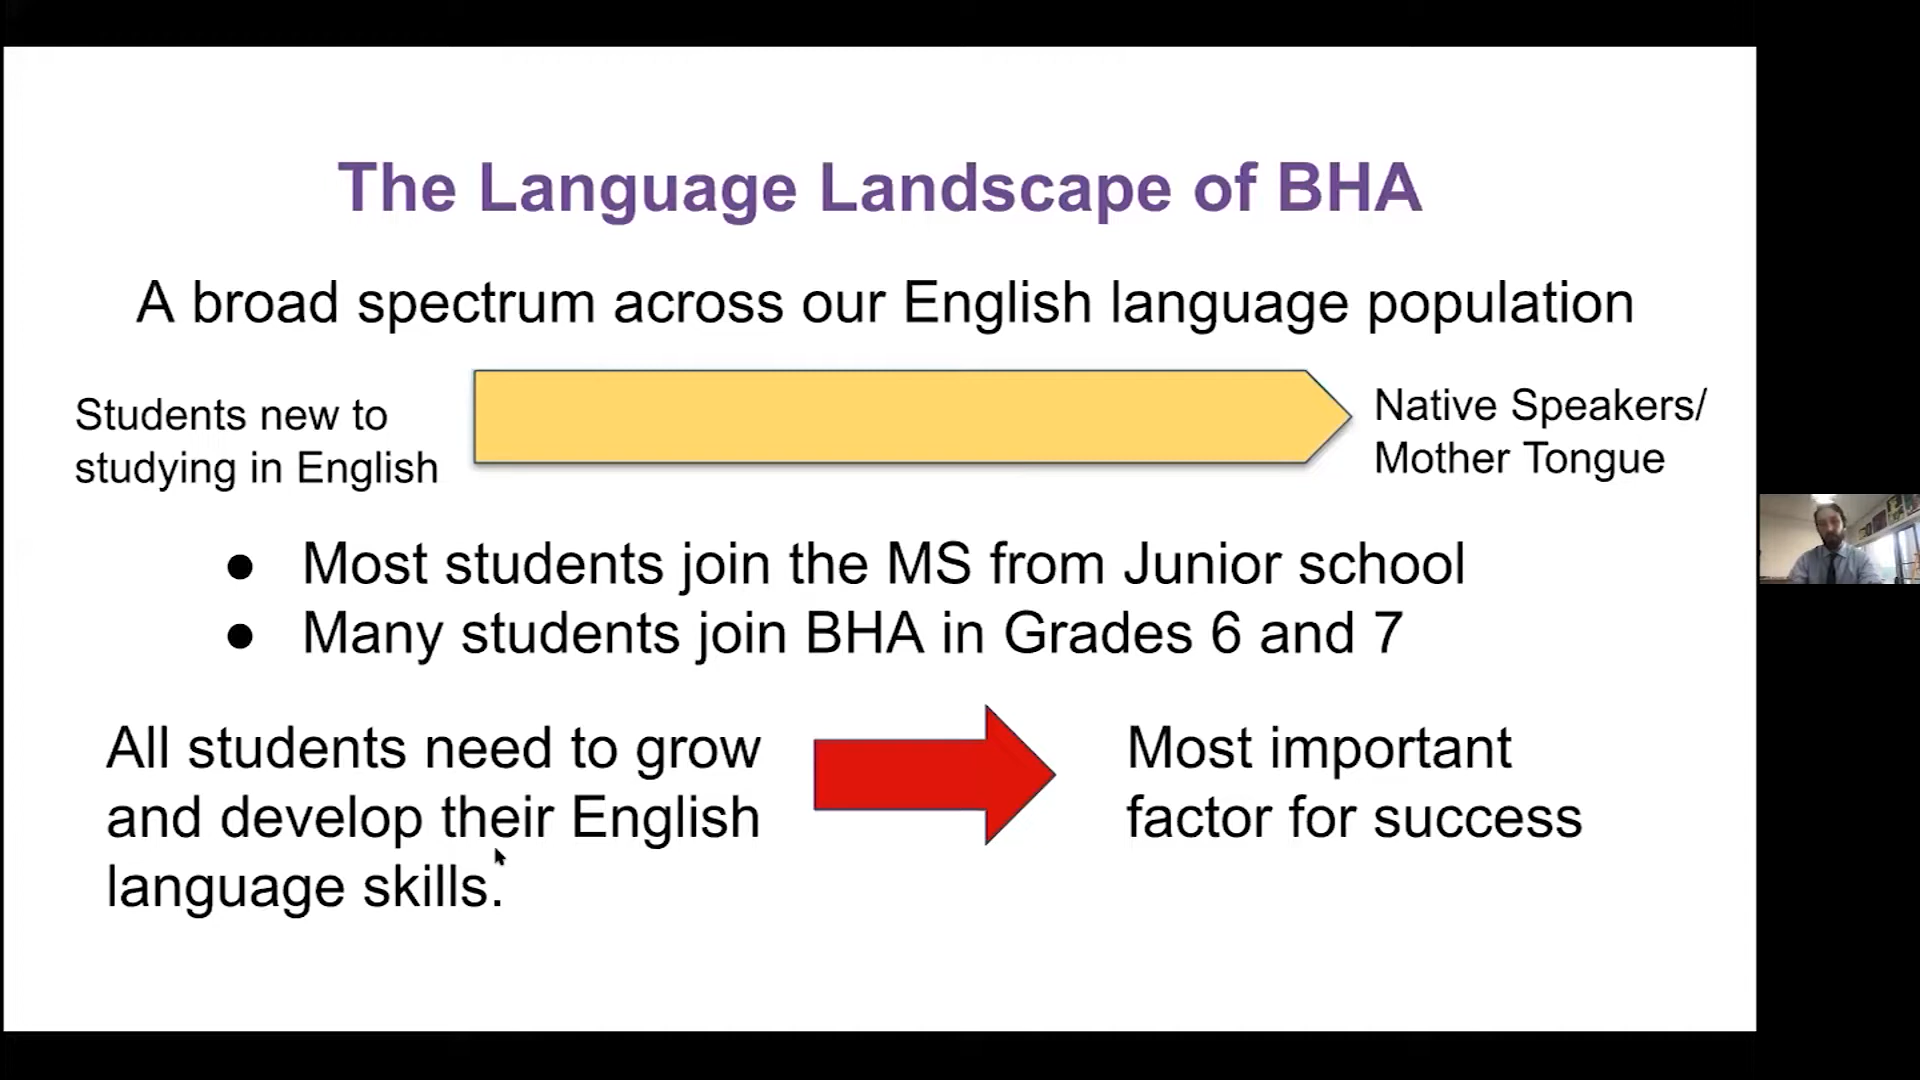 The Language Landscape of BHA
A broad spectrum across our English language population
Students new to
studying in English
Native Speakers/
Mother Tongue
● Most students join the MS from Junior school
● Many students join BHA in Grades 6 and 7
All students need to grow
and develop their English
language skills.
Most important
factor for success